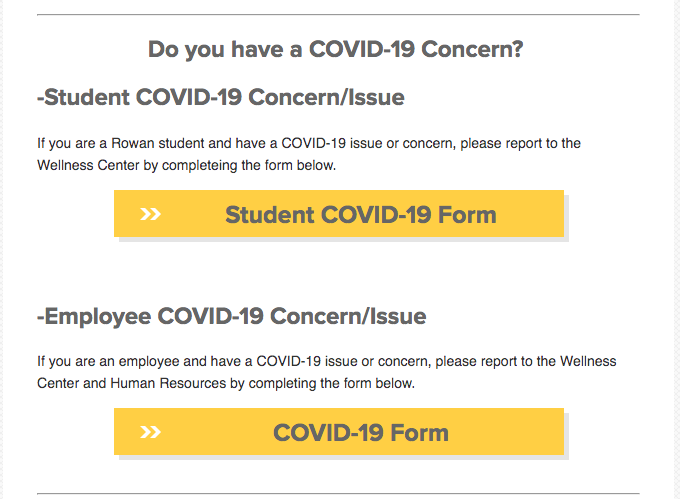 Do you have a COVID-19 Concern?
-Student COVID-19 Concern/Issue
If you are a Rowan student and have a COVID-19 issue or concern, please report to the
Wellness Center by completeing the form below.
Student COVID-19 Form
-Employee COVID-19 Concern/Issue
If you are an employee and have a COVID-19 issue or concern, please report to the Wellness
Center and Human Resources by completing the form below.
COVID-19 Form